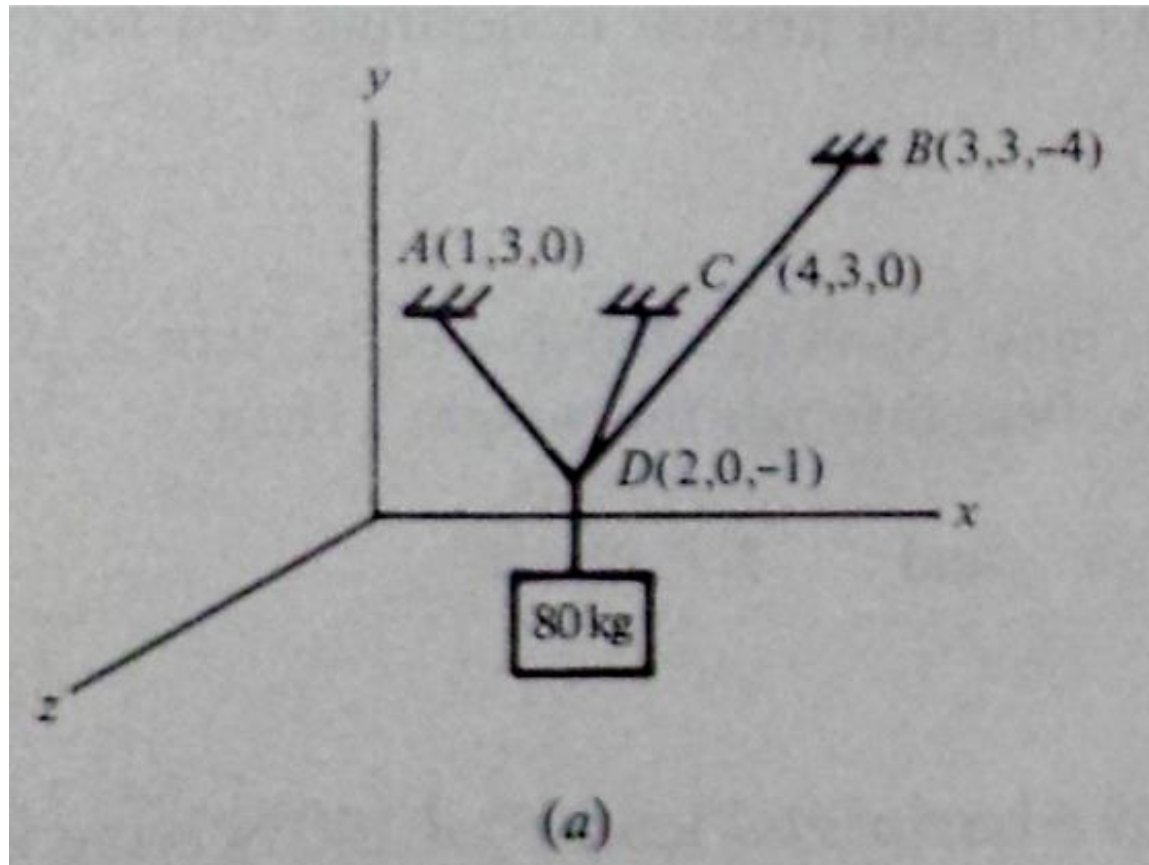 y
B(3,3,−4)
A(1,3,0)
C (4,3,0)
D(2,0,−1)
x
80 kg
z
(a)